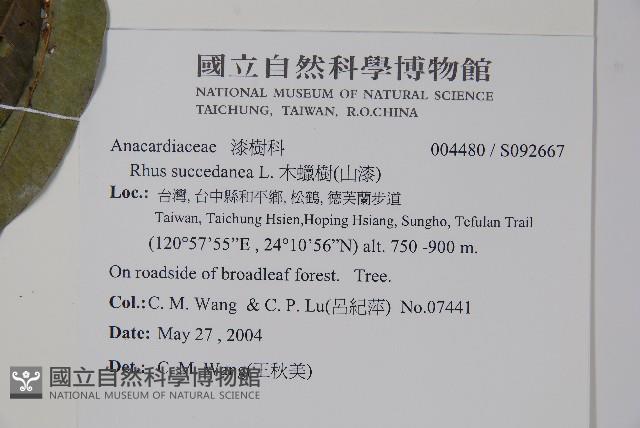 國立自然科學博物館
NATIONAL MUSEUM OF NATURAL SCIENCE
TAICHUNG, TAIWAN, R.O.CHINA
Anacardiaceae 漆樹科 004480 / S092667
Rhus succedanea L. 木蠟樹(山漆)
Loc.: 台灣, 台中縣和平鄉, 松鶴, 德芙蘭步道
Taiwan, Taichung Hsien,Hoping Hsiang, Sungho, Tefulan Trail
(120°57’55”E , 24°10’56”N) alt. 750 -900 m.
On roadside of broadleaf forest. Tree.
Col.: C. M. Wang & C. P. Lu(呂紀萍) No.07441
Date: May 27 , 2004
Det.: C. M. Wang(王秋美)
國立自然科學博物館
NATIONAL MUSEUM OF NATURAL SCIENCE